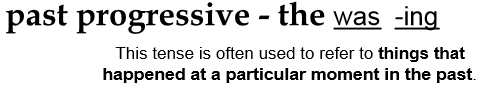 past progressive - the was -ing
This tense is often used to refer to things that
happened at a particular moment in the past.